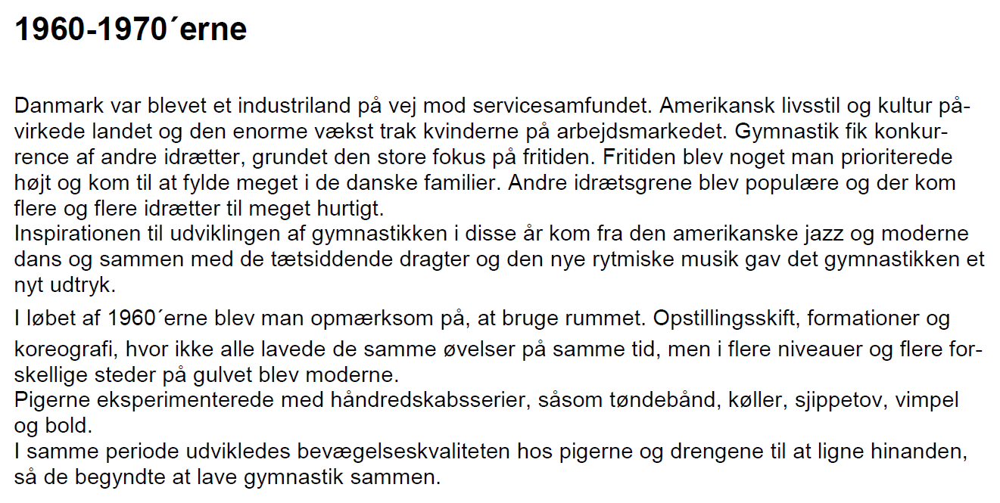 1960-1970´erne
Danmark var blevet et industriland på vej mod servicesamfundet. Amerikansk livsstil og kultur på-
virkede landet og den enorme vækst trak kvinderne på arbejdsmarkedet. Gymnastik fik konkur-
rence af andre idrætter, grundet den store fokus på fritiden. Fritiden blev noget man prioriterede
højt og kom til at fylde meget i de danske familier. Andre idrætsgrene blev populære og der kom
flere og flere idrætter til meget hurtigt.
Inspirationen til udviklingen af gymnastikken i disse år kom fra den amerikanske jazz og moderne
dans og sammen med de tætsiddende dragter og den nye rytmiske musik gav det gymnastikken et
nyt udtryk.
I løbet af 1960´erne blev man opmærksom på, at bruge rummet. Opstillingsskift, formationer og
koreografi, hvor ikke alle lavede de samme øvelser på samme tid, men i flere niveauer og flere for-
skellige steder på gulvet blev moderne.
Pigerne eksperimenterede med håndredskabsserier, såsom tøndebånd, køller, sjippetov, vimpel
og bold.
I samme periode udvikledes bevægelseskvaliteten hos pigerne og drengene til at ligne hinanden,
så de begyndte at lave gymnastik sammen.